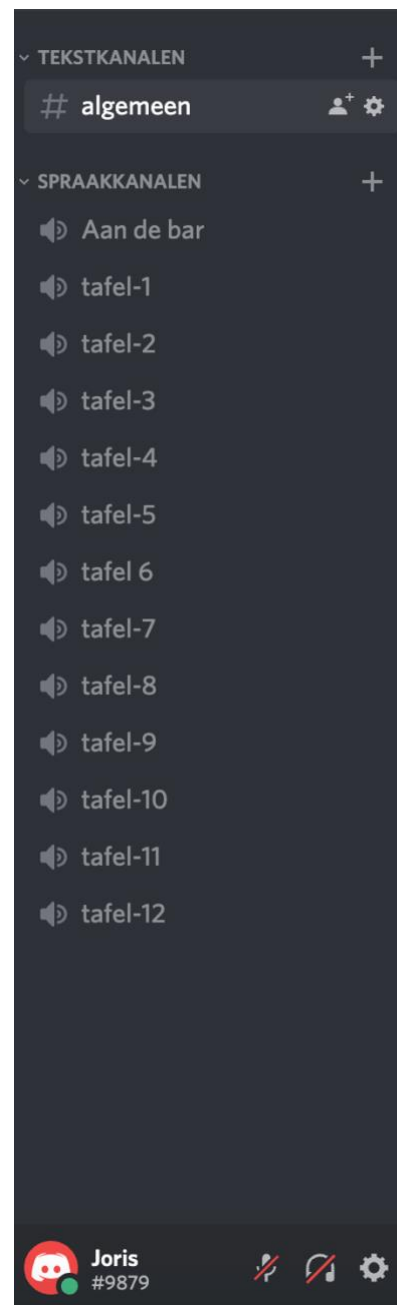 TEKSTKANALEN
# algemeen
SPRAAKKANALEN
Aan de bar
tafel-1
tafel-2
tafel-3
tafel-4
tafel-5
tafel 6
tafel-7
tafel-8
tafel-9
tafel-10
tafel-11
tafel-12
Joris
#9879